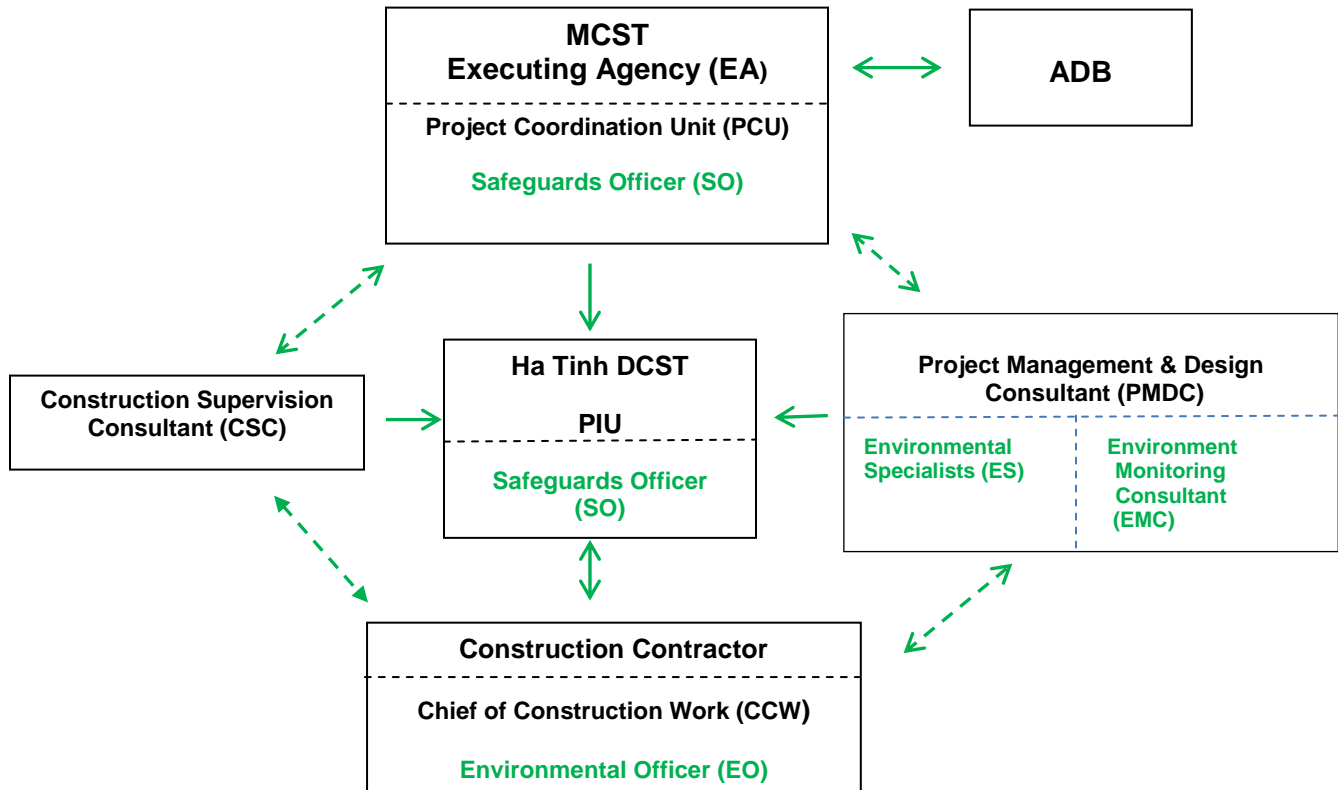 MCST
Executing Agency (EA)
Project Coordination Unit (PCU)
Safeguards Officer (SO)
ADB
Construction Supervision
Consultant (CSC)
Ha Tinh DCST
PIU
Safeguards Officer
(SO)
Project Management & Design
Consultant (PMDC)
Environmental
Specialists (ES)
Environment
Monitoring
Consultant
(EMC)
Construction Contractor
Chief of Construction Work (CCW)
Environmental Officer (EO)